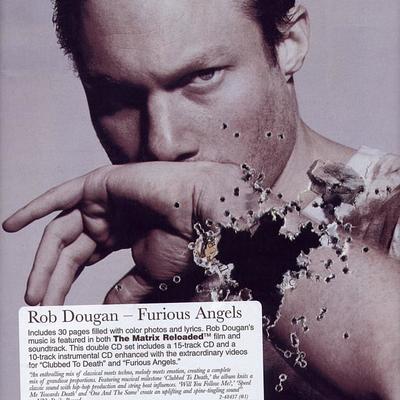 Rob Dougan – Furious Angels
Includes 30 pages filled with color photos and lyrics. Rob Dougan's
music is featured in both The Matrix Reloaded™ film and
soundtrack. This double CD set includes a 15-track CD and a
10-track instrumental CD enhanced with the extraordinary videos
for "Clubbed To Death" and "Furious Angels."
"An enthralling mix of classical meets techno, melody meets emotion, creating a complete
mix of grandiose proportions. Featuring musical milestone 'Clubbed To Death,' the album knits a
classic sound with hip-hop production and string beat influences. 'Will You Follow Me?,' 'Speed
Me Towards Death' and 'One And The Same' create an uplifting and spine-tingling sound"
2-48437 (01)